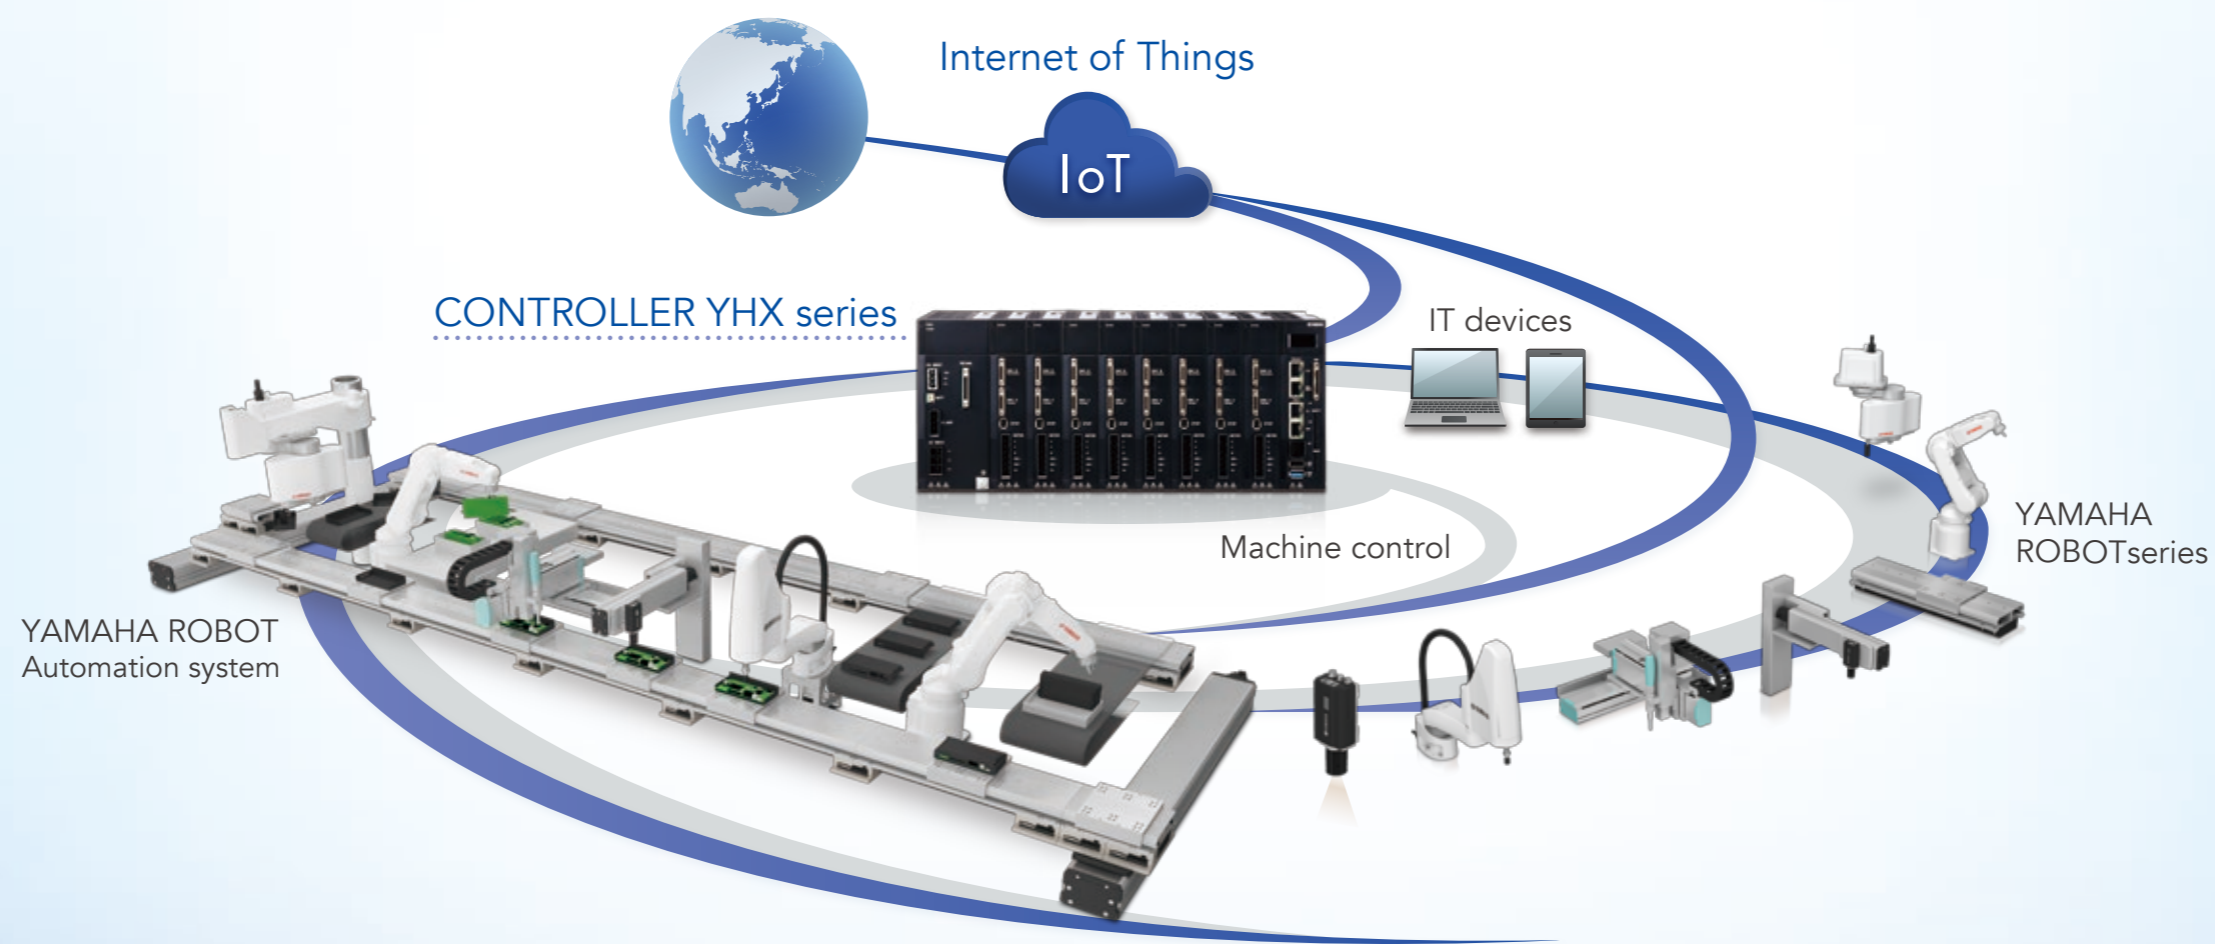 Internet of Things
IoT
CONTROLLER YHX series
IT devices
Machine control
YAMAHA
ROBOTseries
YAMAHA ROBOT
Automation system